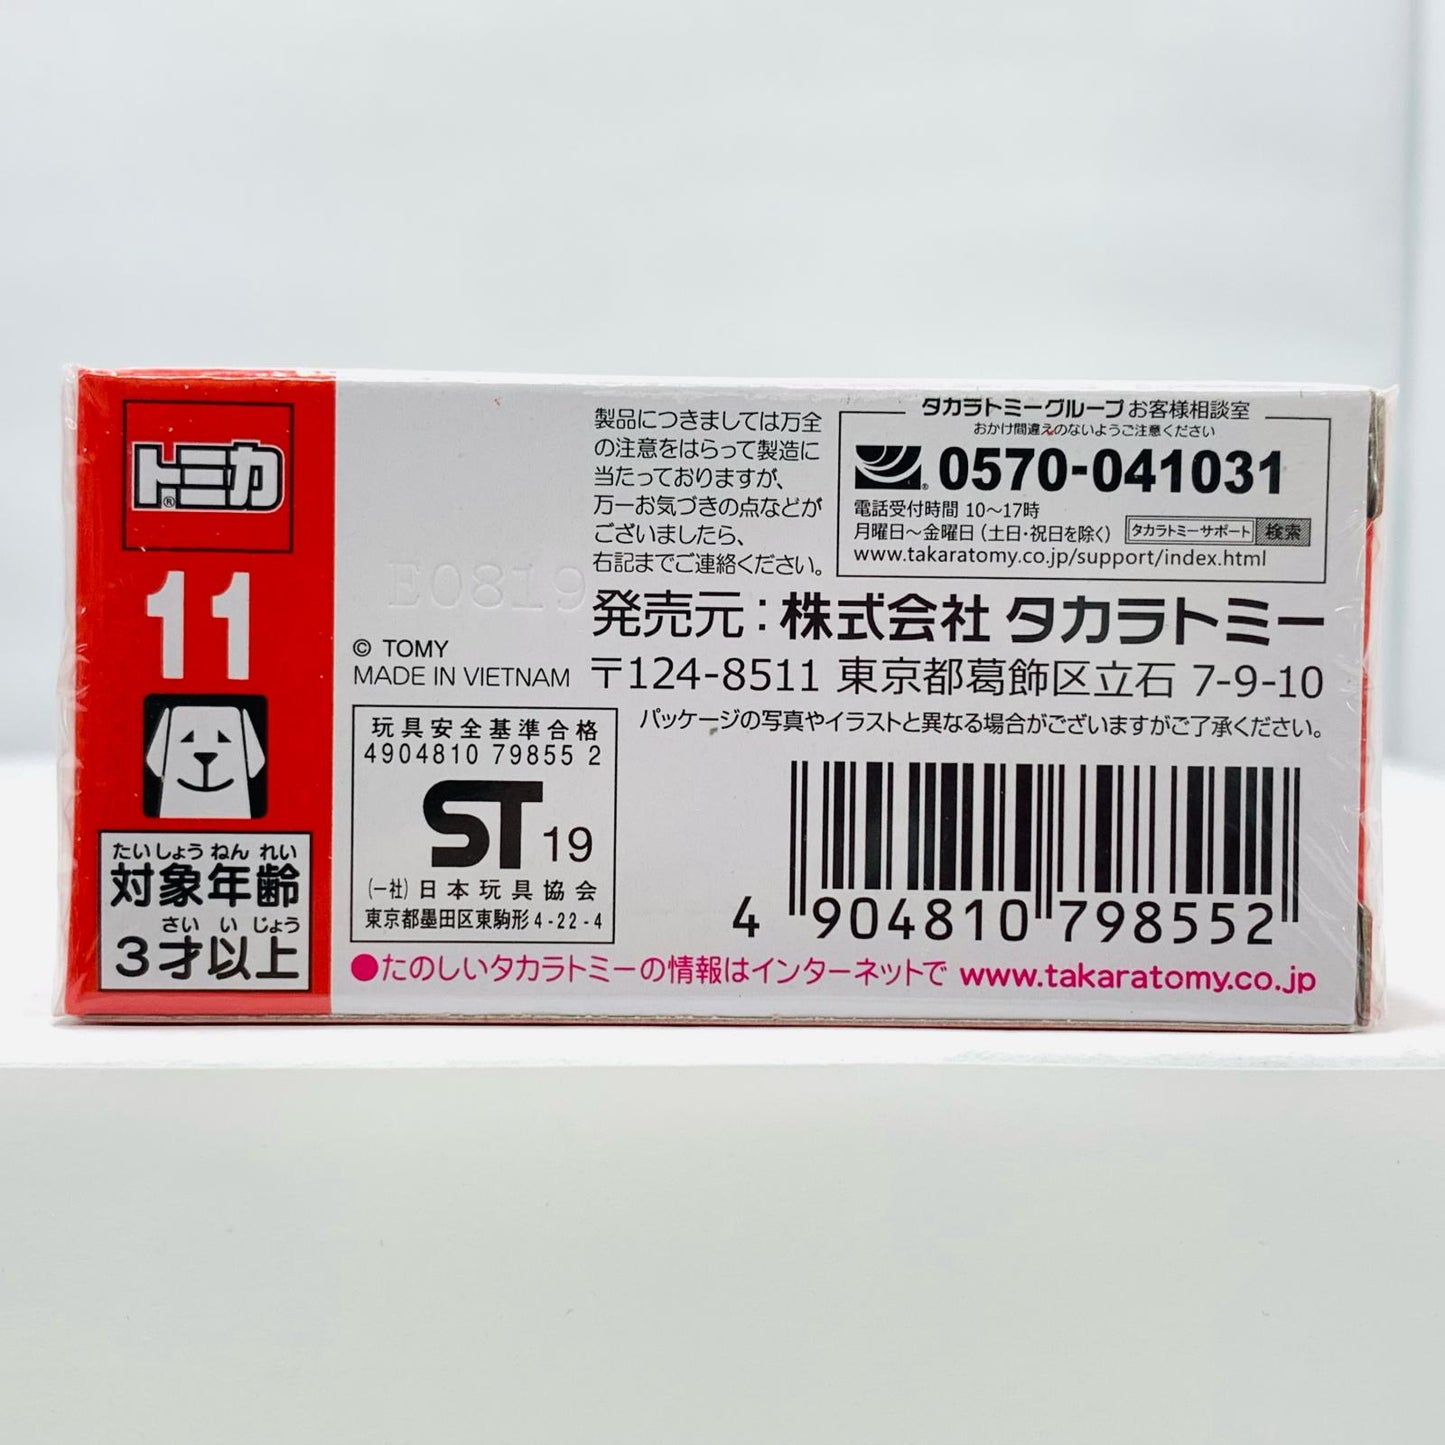 トミカ®
11
たいしょうねんれい
対象年齢
さいいじょう
3才以上
E0819
© TOMY
MADE IN VIETNAM
玩具安全基準合格
4904810 79855 2
ST 19
(一社)日本玩具協会
東京都墨田区東駒形4-22-4
製品につきましては万全
の注意をはらって製造に
当たっておりますが、
万一お気づきの点などが
ございましたら、
右記までご連絡ください。
タカラトミーグループお客様相談室
おかけ間違えのないようご注意ください
0570-041031
電話受付時間 10〜17時
月曜日〜金曜日(土日・祝日を除く) タカラトミーサポート 検索
www.takaratomy.co.jp/support/index.html
発売元:株式会社 タカラトミー
〒124-8511 東京都葛飾区立石 7-9-10
パッケージの写真やイラストと異なる場合がございますがご了承ください。
4 904810 798552
●たのしいタカラトミーの情報はインターネットで www.takaratomy.co.jp